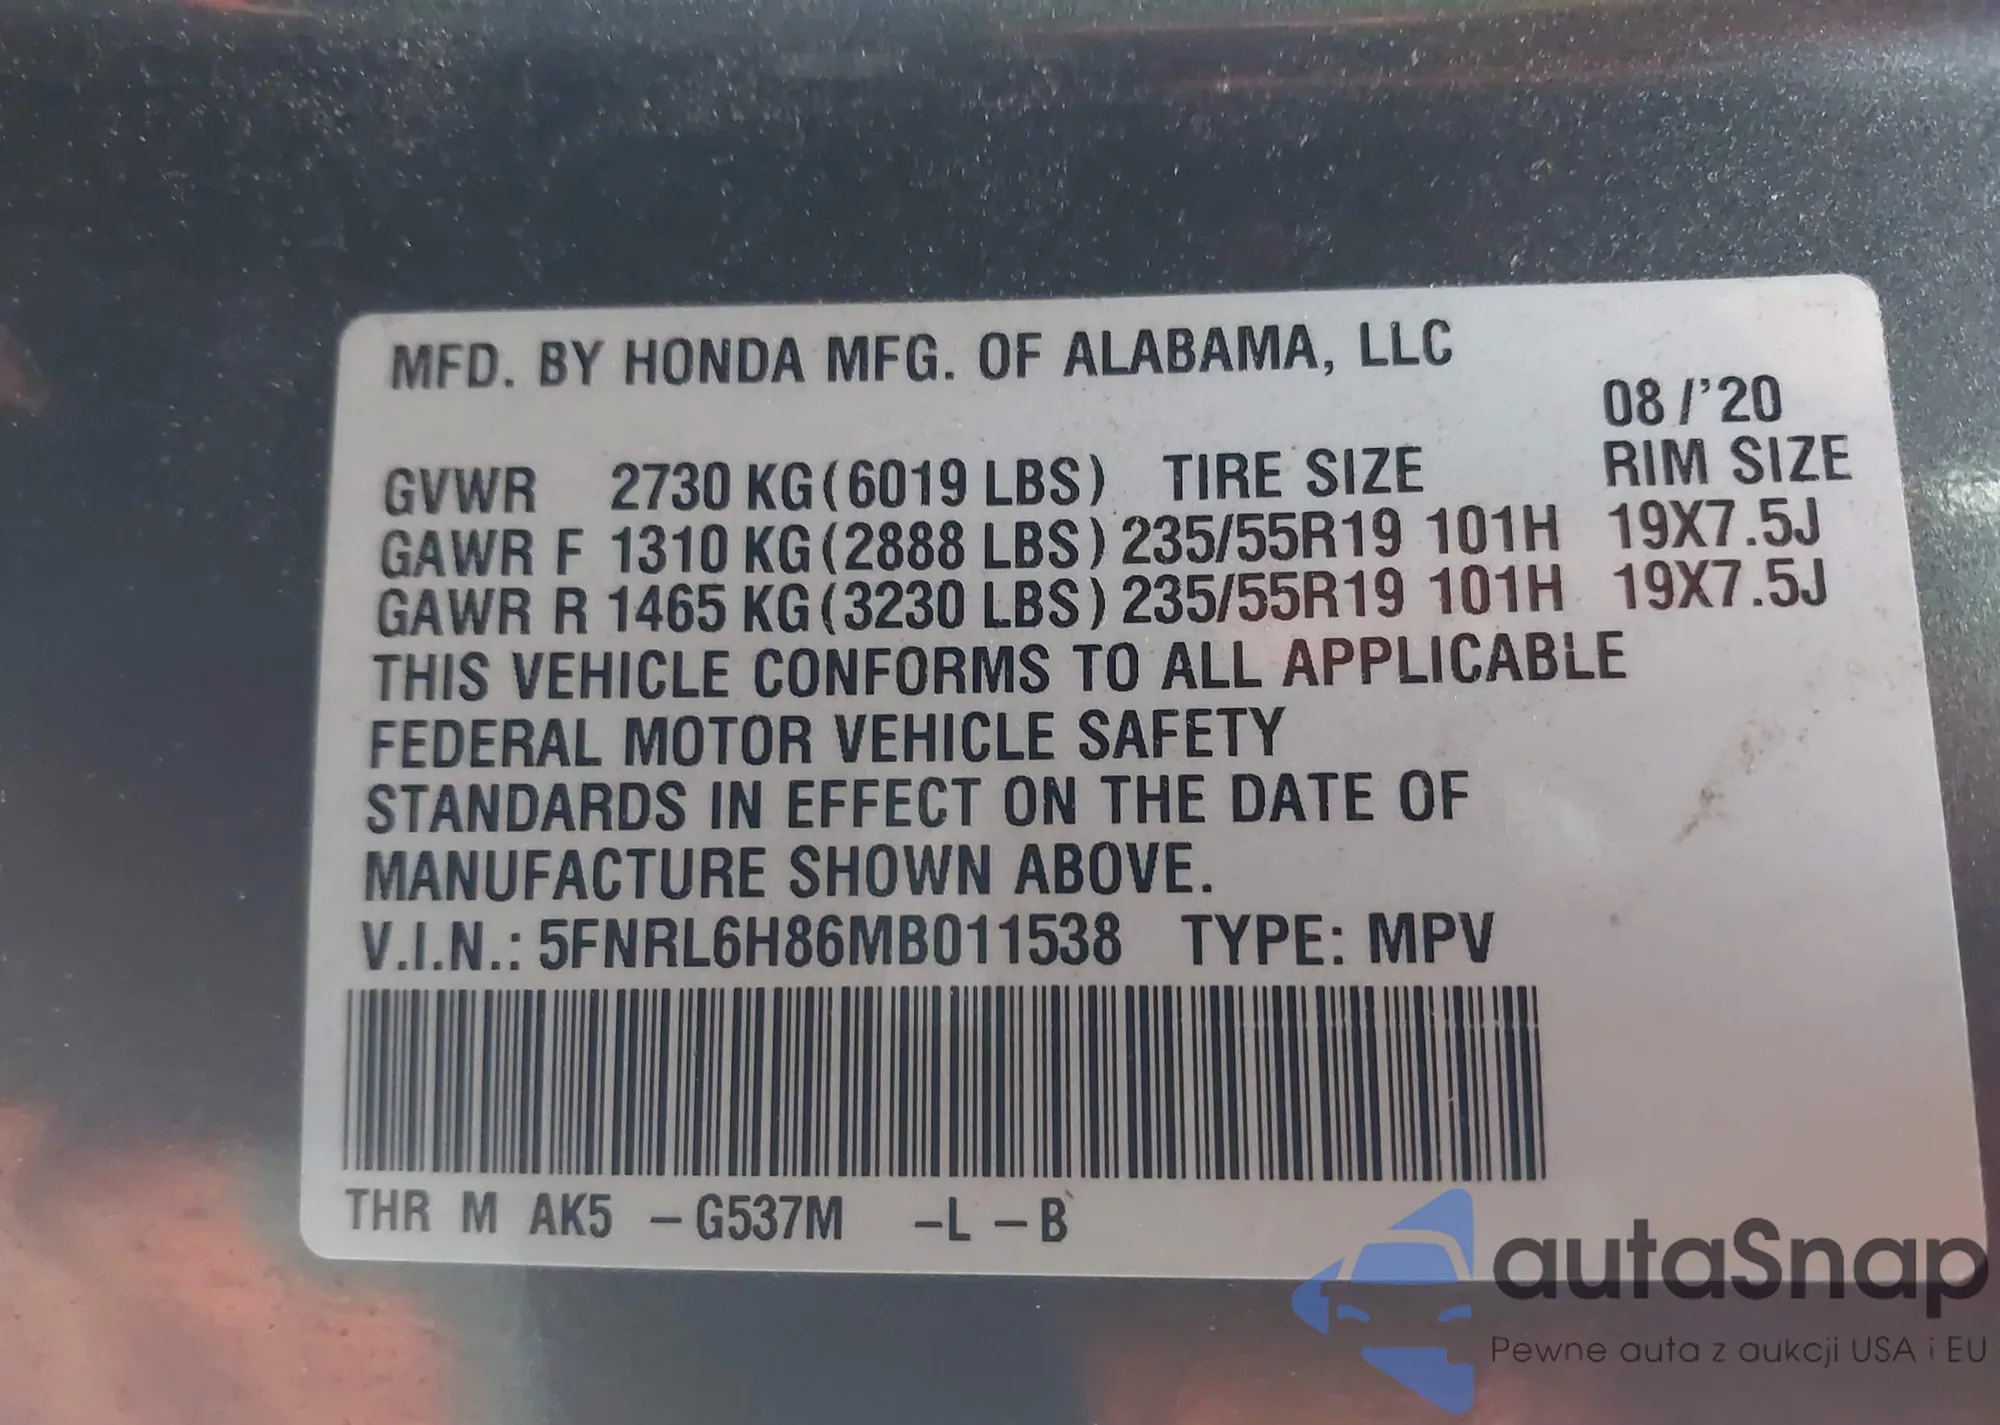 MFD. BY HONDA MFG. OF ALABAMA, LLC
08/'20
GVWR 2730 KG(6019 LBS) TIRE SIZE RIM SIZE
GAWR F 1310 KG(2888 LBS) 235/55R19 101H 19X7.5J
GAWR R 1465 KG(3230 LBS) 235/55R19 101H 19X7.5J
THIS VEHICLE CONFORMS TO ALL APPLICABLE
FEDERAL MOTOR VEHICLE SAFETY
STANDARDS IN EFFECT ON THE DATE OF
MANUFACTURE SHOWN ABOVE.
V.I.N.: 5FNRL6H86MB011538 TYPE: MPV
THR M AK5 -G537M -L -B
autaSnap
Pewne auta z aukcji USA i EU